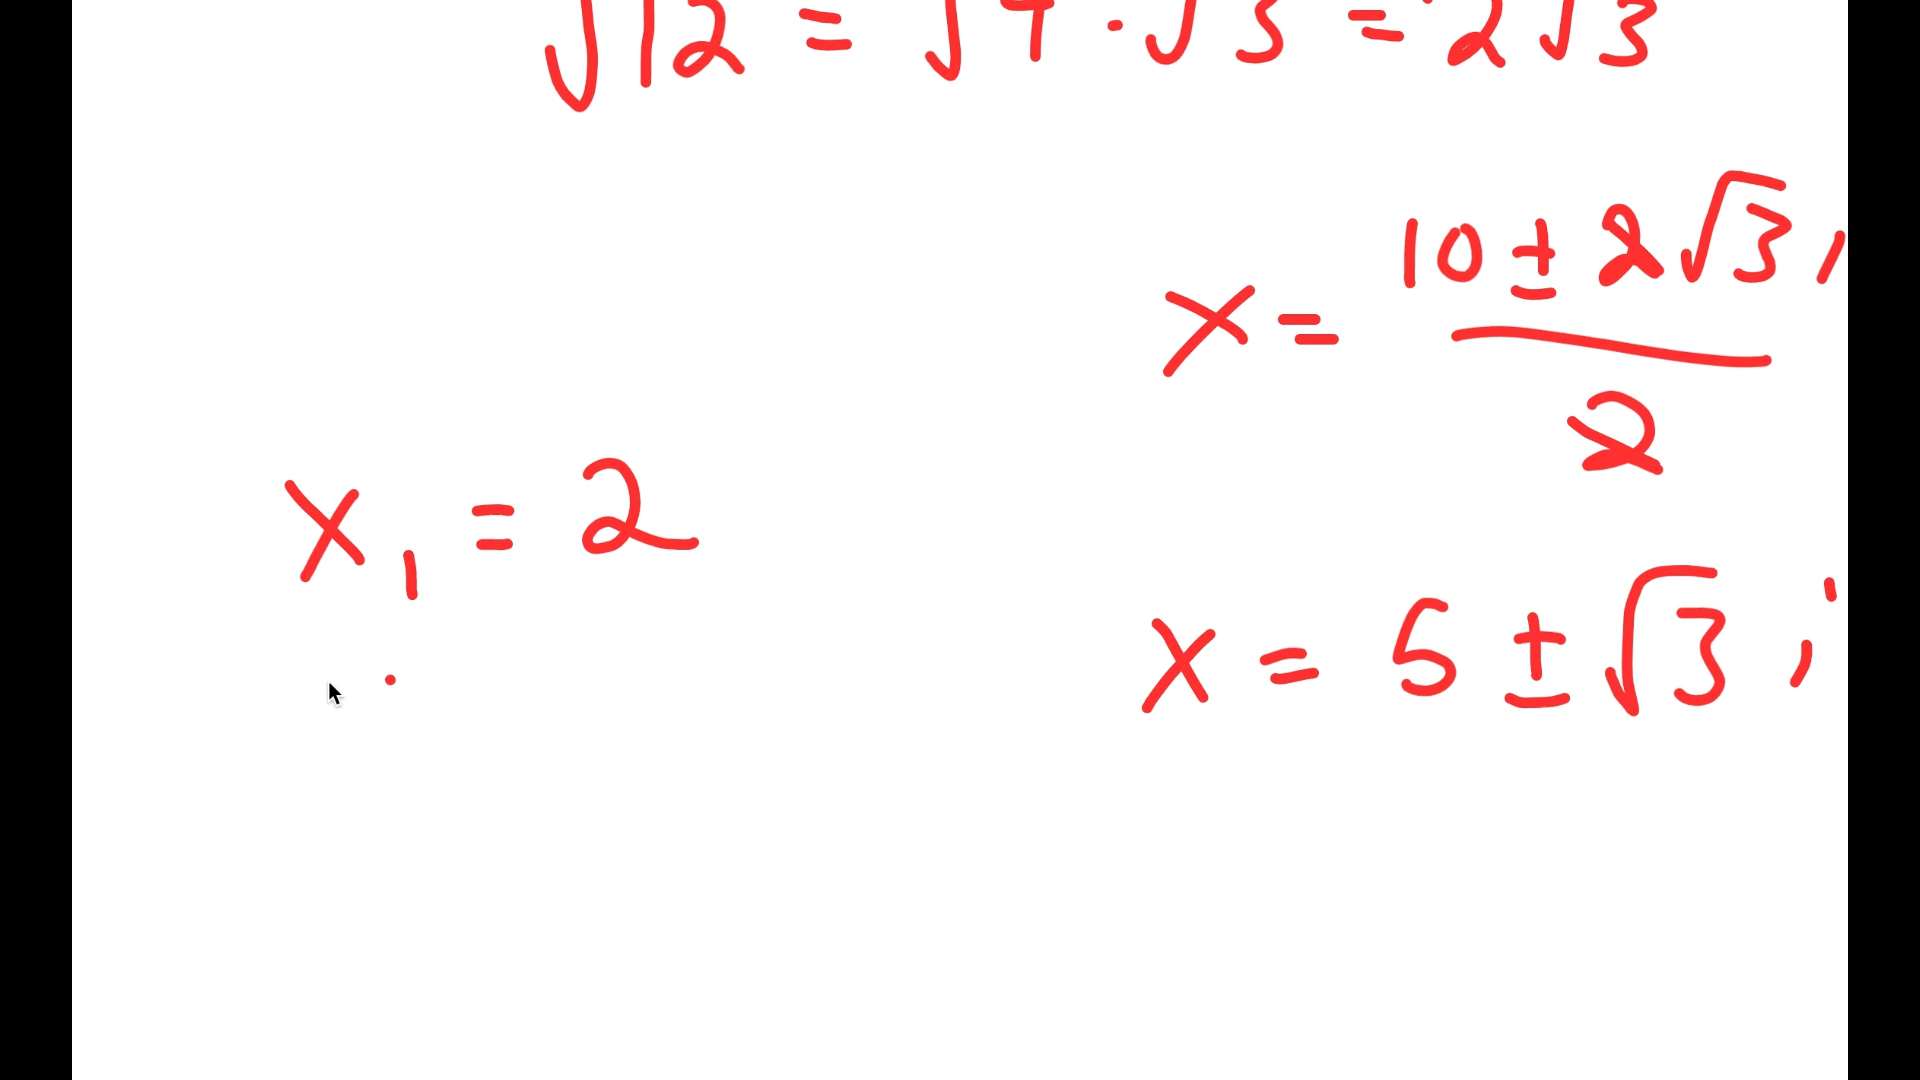 √12 = √4 · √3 = 2√3
x = (10 ± 2√3 i) / 2
x₁ = 2
x = 5 ± √3 i